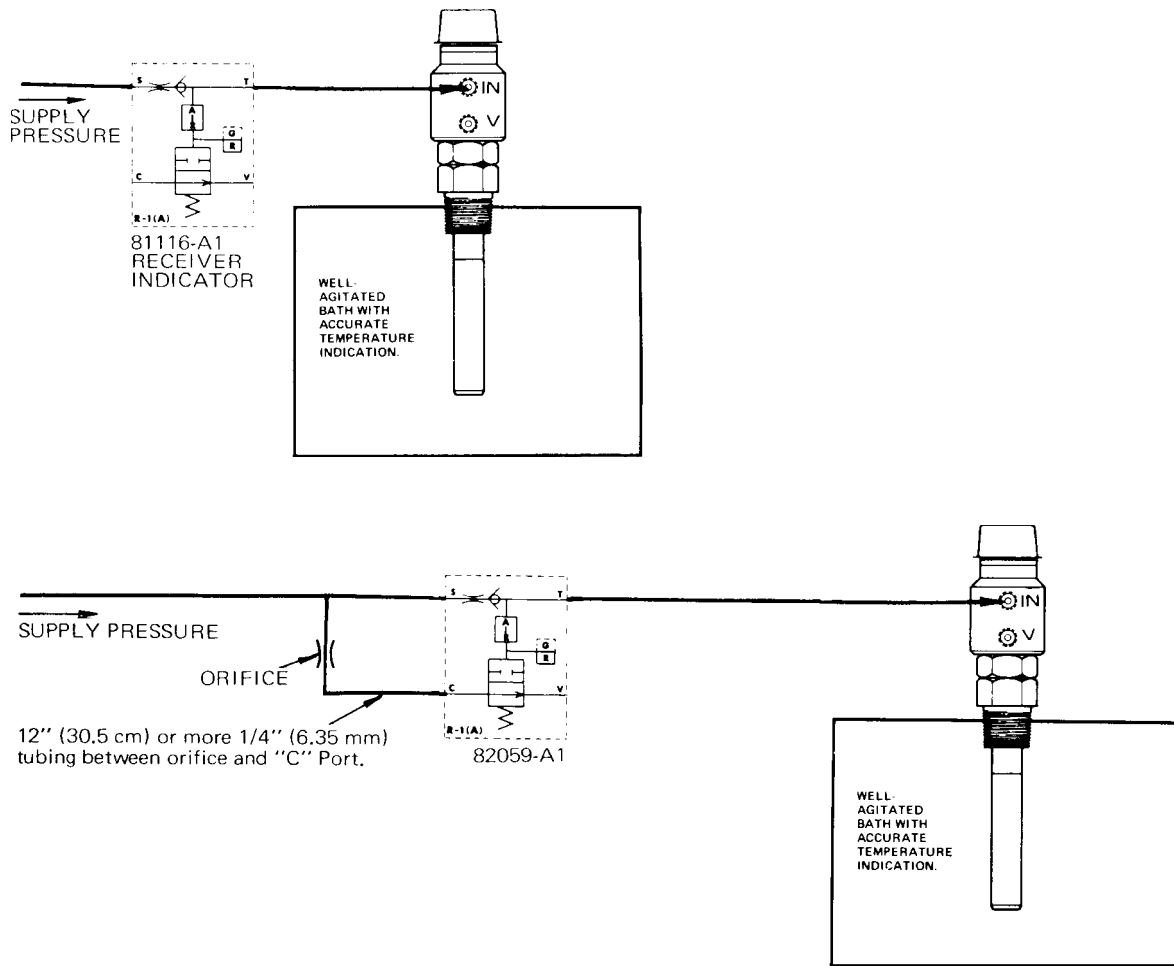 IN
V
S
T
SUPPLY
PRESSURE
A
R
G
R
C
V
R-1(A)
81116-A1
RECEIVER
INDICATOR
WELL-
AGITATED
BATH WITH
ACCURATE
TEMPERATURE
INDICATION.
S
T
IN
V
SUPPLY PRESSURE
A
R
G
R
ORIFICE
C
V
R-1(A)
12" (30.5 cm) or more 1/4" (6.35 mm)
tubing between orifice and "C" Port.
82059-A1
WELL-
AGITATED
BATH WITH
ACCURATE
TEMPERATURE
INDICATION.